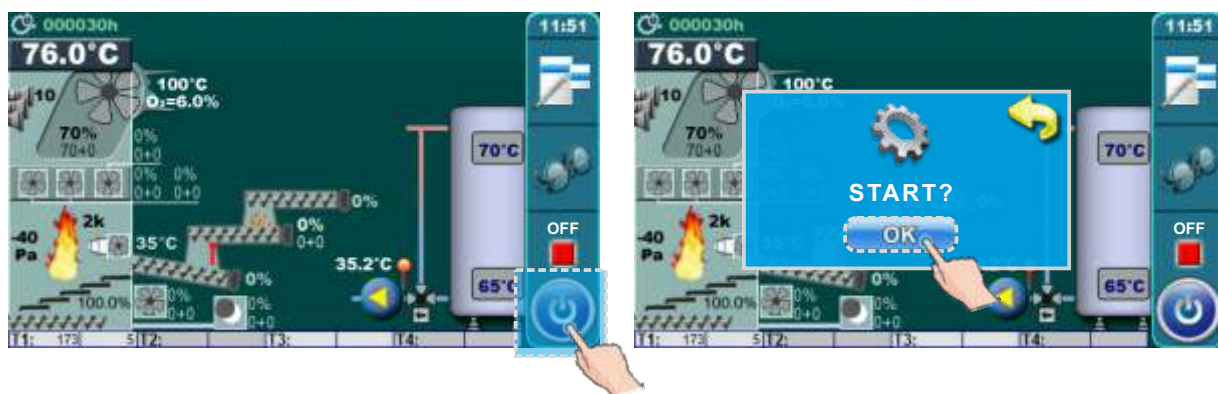 000030h
11:51
76.0°C
100°C
O₂=6.0%
10
70%
70+0
0%
0+0
0% 0%
0+0 0+0
70°C
0%
2k
0%
0+0
OFF
-40
Pa
35°C
35.2°C
0%
65°C
100.0%
0%
0+0
0%
0+0
T1: 173 5 T2: T3: T4:
000030h
11:51
76.0°C
100°C
10
70%
70+0
70°C
START?
2k
OK
OFF
-40
Pa
0%
65°C
100.0%
0%
0+0
0%
0+0
T1: 173 5 T2: T3: T4: